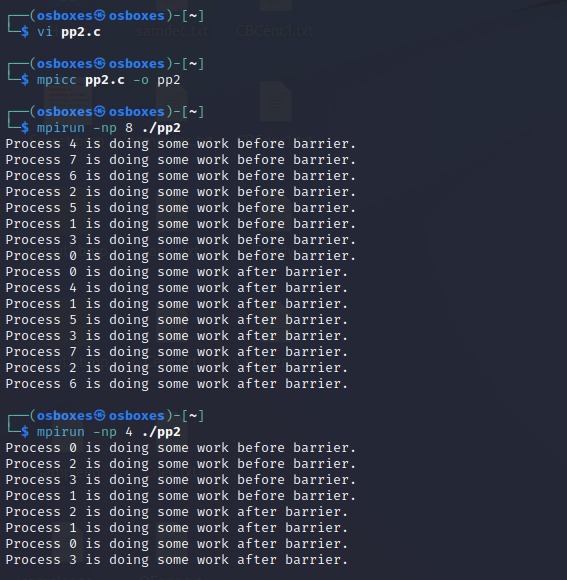 ┌──(osboxes㉿osboxes)-[~]
└─$ vi pp2.c
┌──(osboxes㉿osboxes)-[~]
└─$ mpicc pp2.c -o pp2
┌──(osboxes㉿osboxes)-[~]
└─$ mpirun -np 8 ./pp2
Process 4 is doing some work before barrier.
Process 7 is doing some work before barrier.
Process 6 is doing some work before barrier.
Process 2 is doing some work before barrier.
Process 5 is doing some work before barrier.
Process 1 is doing some work before barrier.
Process 3 is doing some work before barrier.
Process 0 is doing some work before barrier.
Process 0 is doing some work after barrier.
Process 4 is doing some work after barrier.
Process 1 is doing some work after barrier.
Process 5 is doing some work after barrier.
Process 3 is doing some work after barrier.
Process 7 is doing some work after barrier.
Process 2 is doing some work after barrier.
Process 6 is doing some work after barrier.
┌──(osboxes㉿osboxes)-[~]
└─$ mpirun -np 4 ./pp2
Process 0 is doing some work before barrier.
Process 2 is doing some work before barrier.
Process 3 is doing some work before barrier.
Process 1 is doing some work before barrier.
Process 2 is doing some work after barrier.
Process 1 is doing some work after barrier.
Process 0 is doing some work after barrier.
Process 3 is doing some work after barrier.